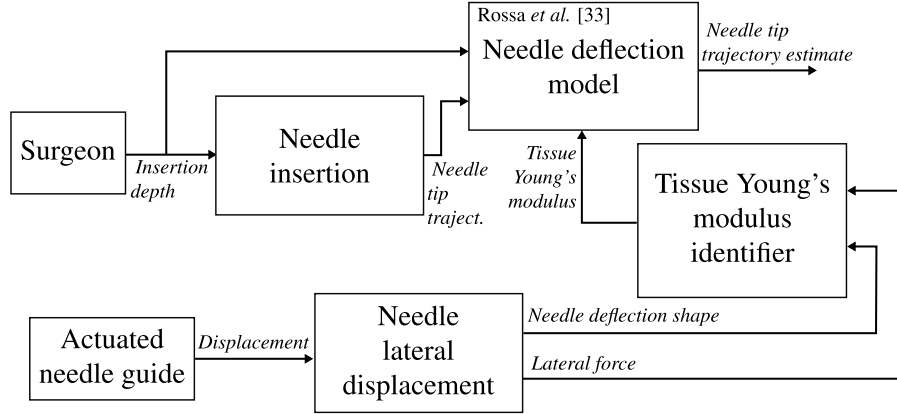 Rossa et al. [33]
Needle deflection
model
Needle tip
trajectory estimate
Surgeon
Insertion
depth
Needle
insertion
Needle
tip
traject.
Tissue
Young's
modulus
Tissue Young's
modulus
identifier
Actuated
needle guide
Displacement
Needle
lateral
displacement
Needle deflection shape
Lateral force